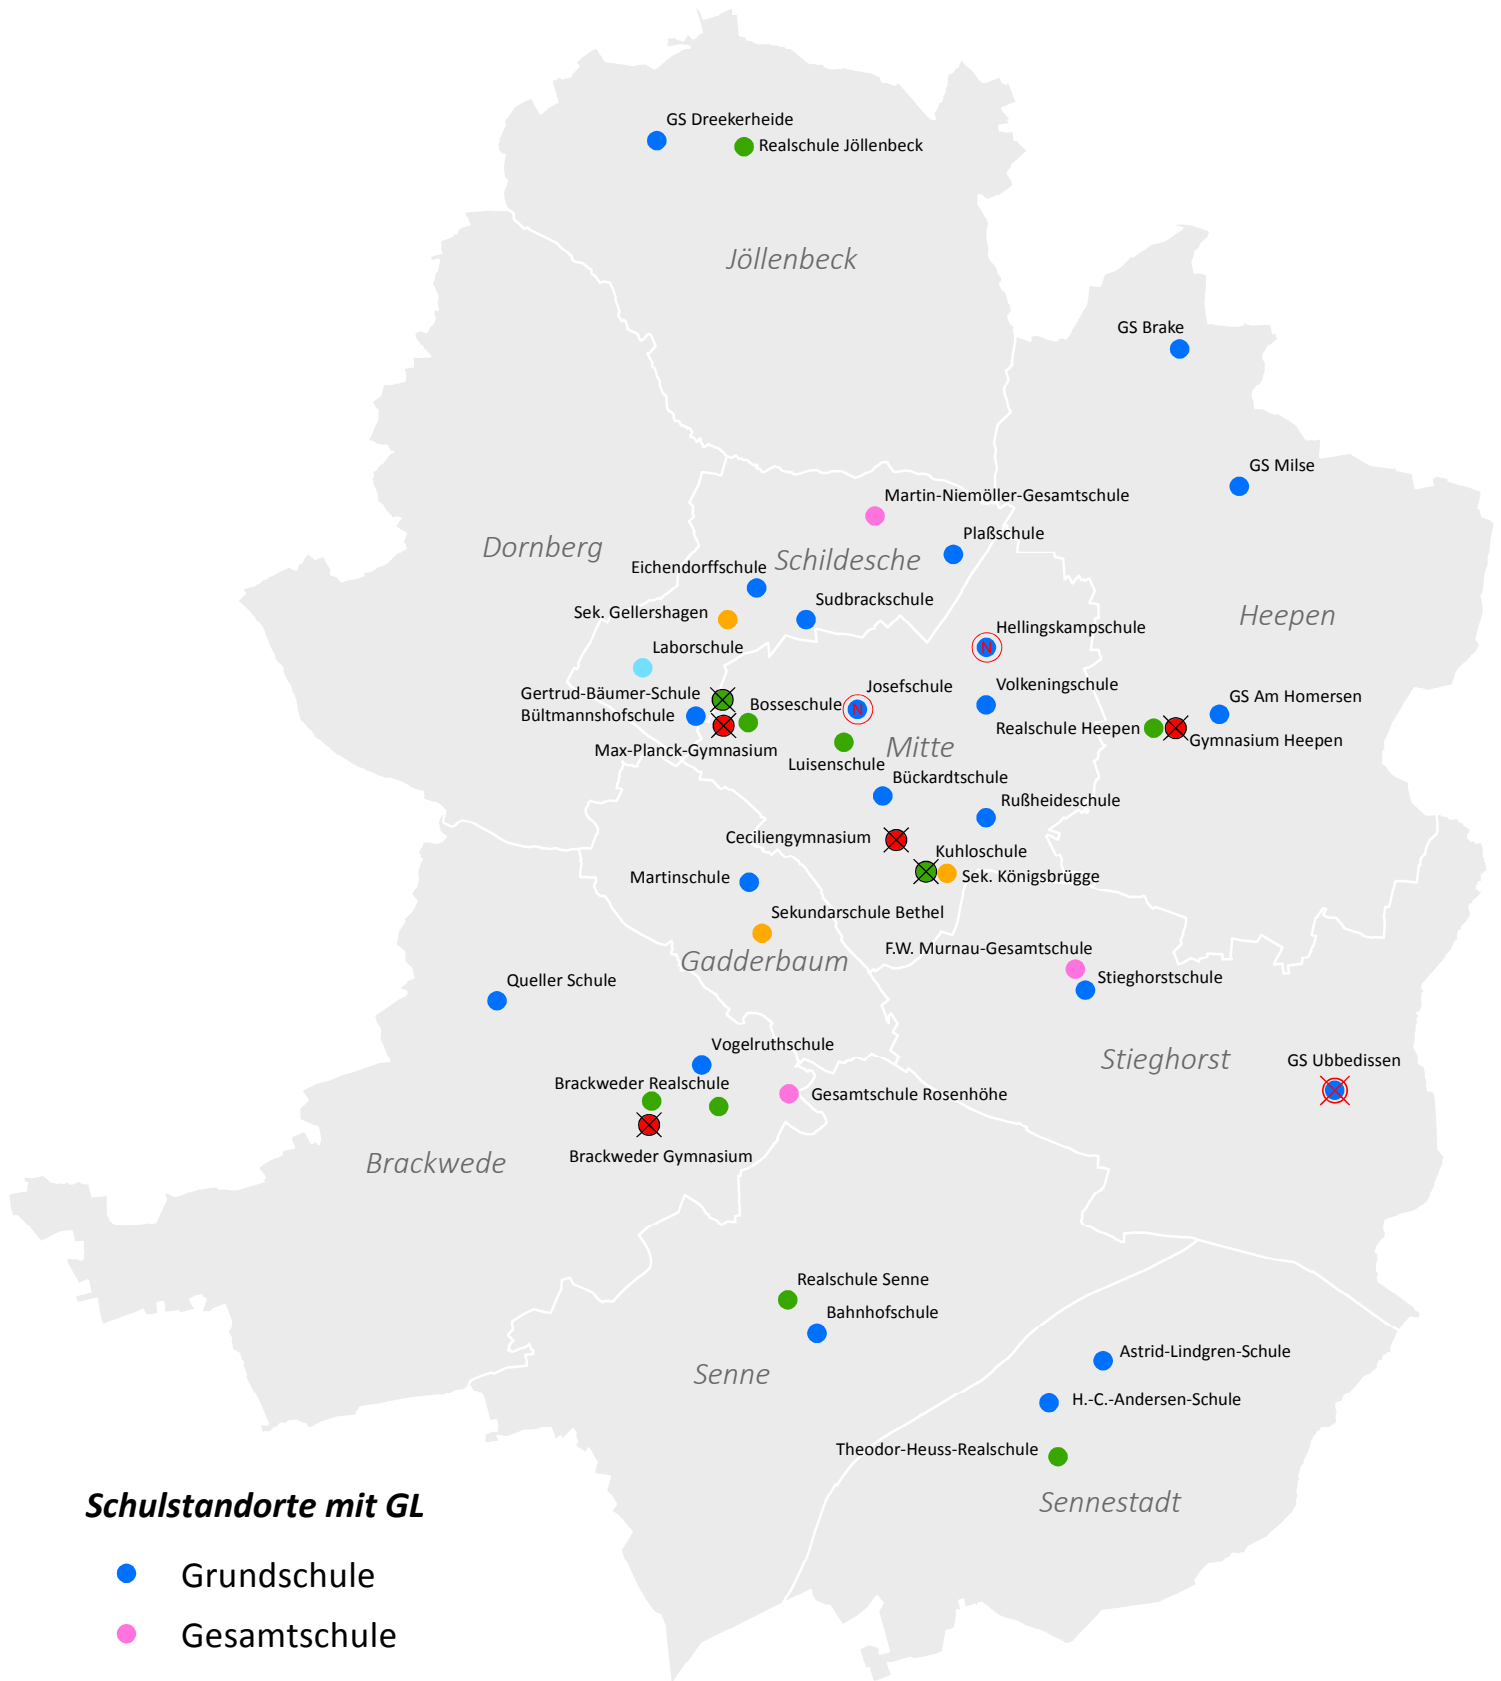 GS Dreekerheide
Realschule Jöllenbeck
Jöllenbeck
GS Brake
GS Milse
Martin-Niemöller-Gesamtschule
Plaßschule
Dornberg
Schildesche
Eichendorffschule
Sek. Gellershagen
Sudbrackschule
Heepen
Hellingskampschule
N
Laborschule
Josefschule
N
Volkeningschule
Gertrud-Bäumer-Schule
Bosseschule
GS Am Homersen
Bültmannshofschule
Realschule Heepen
Gymnasium Heepen
Max-Planck-Gymnasium
Mitte
Luisenschule
Bückardtschule
Rußheideschule
Ceciliengymnasium
Kuhloschule
Martinschule
Sek. Königsbrügge
Sekundarschule Bethel
F.W. Murnau-Gesamtschule
Gadderbaum
Queller Schule
Stieghorstschule
Vogelruthschule
Stieghorst
GS Ubbedissen
Brackweder Realschule
Gesamtschule Rosenhöhe
Brackweder Gymnasium
Brackwede
Realschule Senne
Bahnhofschule
Senne
Astrid-Lindgren-Schule
H.-C.-Andersen-Schule
Theodor-Heuss-Realschule
Sennestadt
Schulstandorte mit GL
Grundschule
Gesamtschule